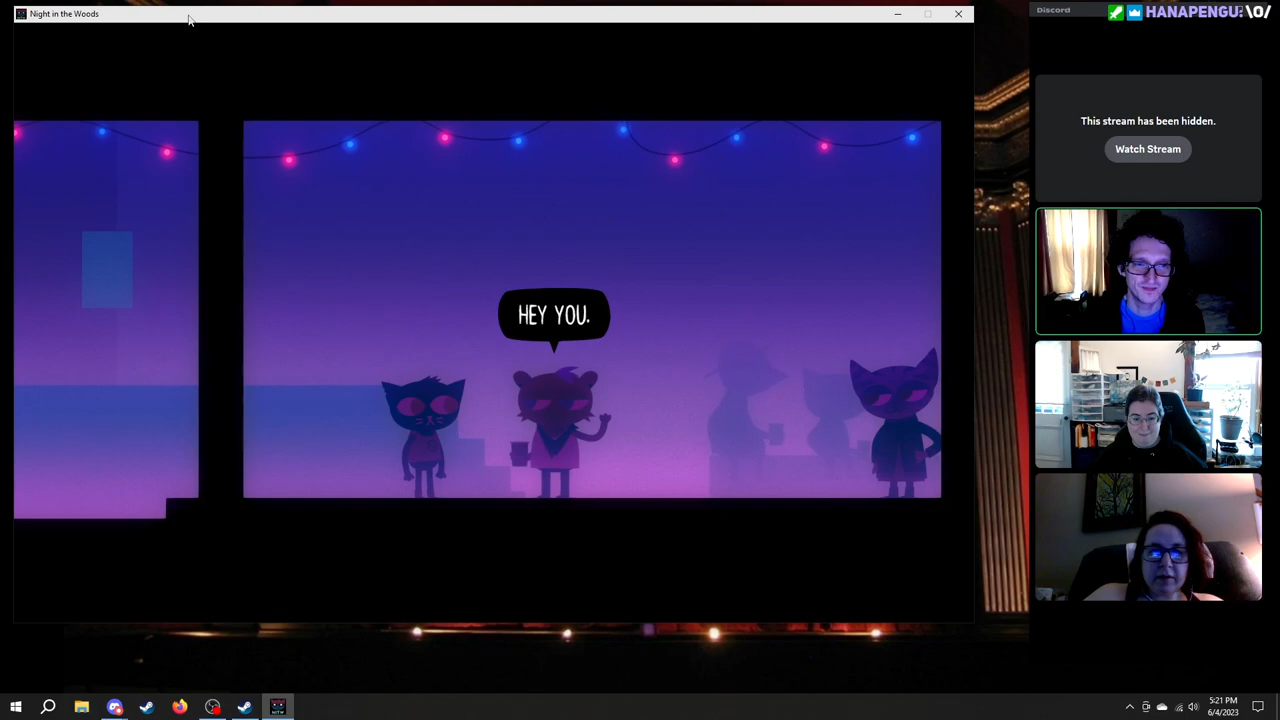 Night in the Woods
Discord
HANAPENGU! \O/
This stream has been hidden.
Watch Stream
HEY YOU.
NITW
5:21 PM
6/4/2023